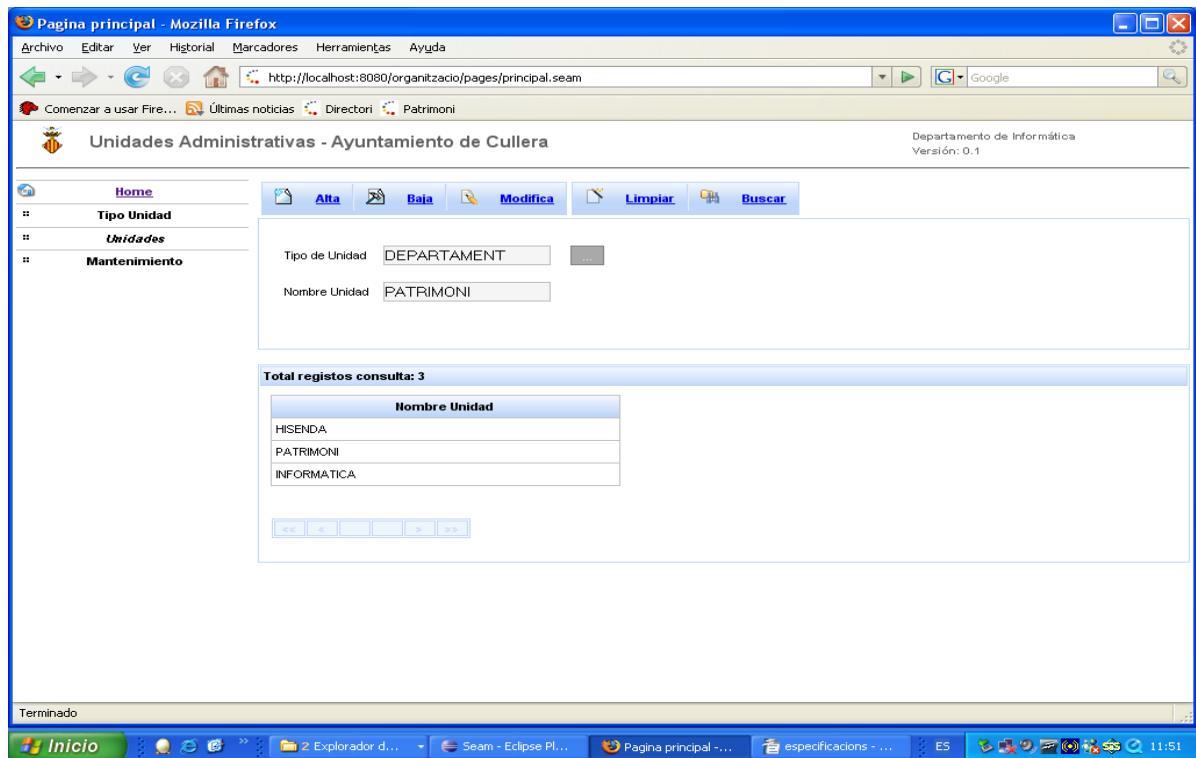 Pagina principal - Mozilla Firefox
Archivo Editar Ver Historial Marcadores Herramientas Ayuda
http://localhost:8080/organitzacio/pages/principal.seam
G Google
Comenzar a usar Fire... Últimas noticias Directori Patrimoni
Unidades Administrativas - Ayuntamiento de Cullera
Departamento de Informática
Versión: 0.1
Home
Tipo Unidad
Unidades
Mantenimiento
Alta Baja Modifica Limpiar Buscar
Tipo de Unidad DEPARTAMENT ...
Nombre Unidad PATRIMONI
Total registos consulta: 3
Nombre Unidad
HISENDA
PATRIMONI
INFORMATICA
<< < > >>
Terminado
Inicio » 2 Explorador d... Seam - Eclipse Pl... Pagina principal -... especificacions - ... ES 11:51